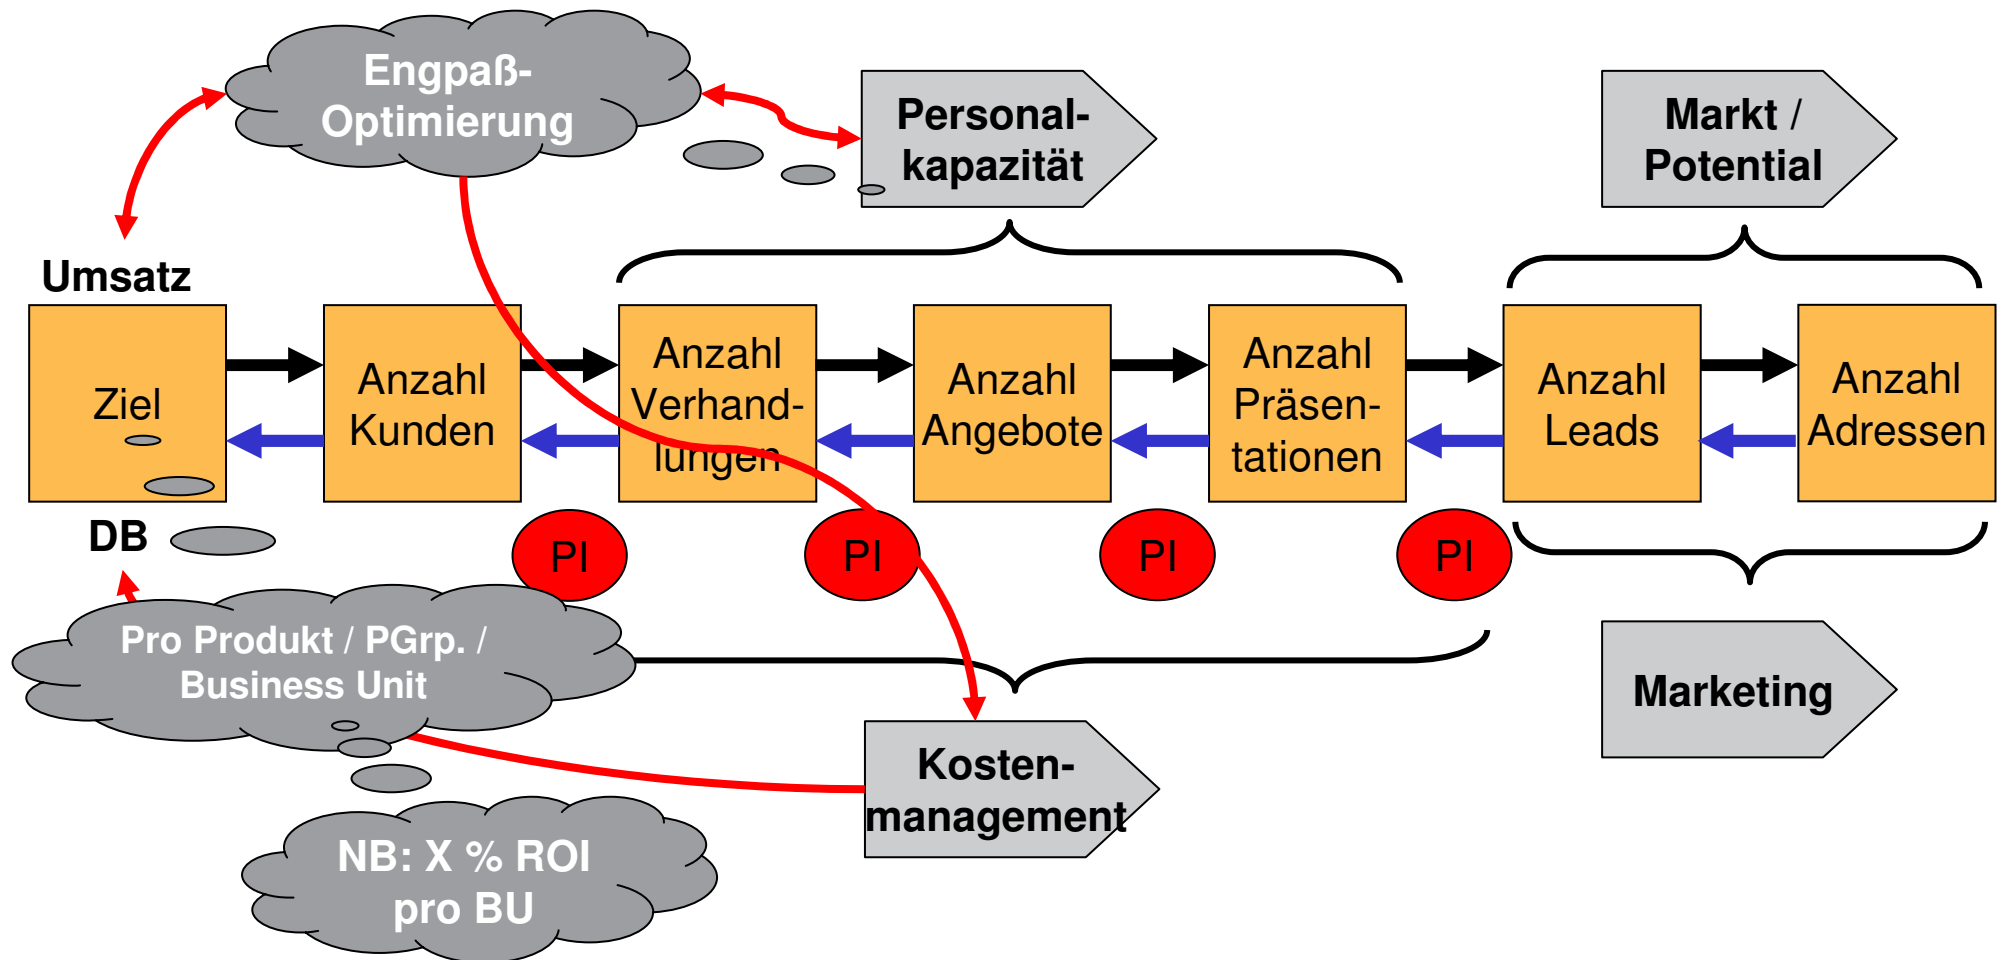 Engpaß-
Optimierung
Personal-
kapazität
Markt /
Potential
Umsatz
Ziel
Anzahl
Kunden
Anzahl
Verhand-
lungen
Anzahl
Angebote
Anzahl
Präsen-
tationen
Anzahl
Leads
Anzahl
Adressen
DB
PI
PI
PI
PI
Pro Produkt / PGrp. /
Business Unit
Marketing
Kosten-
management
NB: X % ROI
pro BU